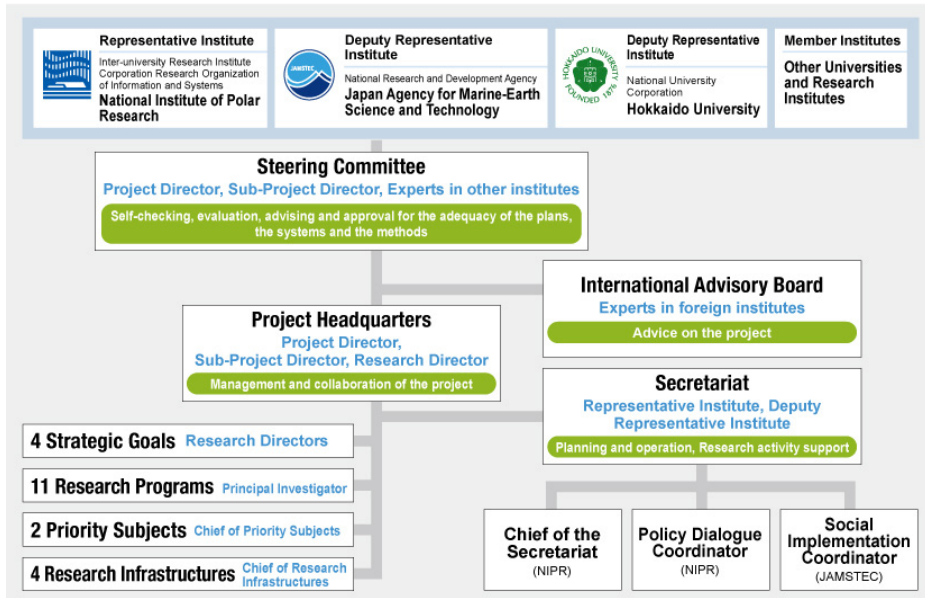 Representative Institute
Inter-university Research Institute
Corporation Research Organization
of Information and Systems
National Institute of Polar
Research
JAMSTEC
Deputy Representative
Institute
National Research and Development Agency
Japan Agency for Marine-Earth
Science and Technology
HOKKAIDO UNIVERSITY
FOUNDED 1876
Deputy Representative
Institute
National University
Corporation
Hokkaido University
Member Institutes
Other Universities
and Research
Institutes
Steering Committee
Project Director, Sub-Project Director, Experts in other institutes
Self-checking, evaluation, advising and approval for the adequacy of the plans,
the systems and the methods
International Advisory Board
Experts in foreign institutes
Advice on the project
Project Headquarters
Project Director,
Sub-Project Director, Research Director
Management and collaboration of the project
Secretariat
Representative Institute, Deputy
Representative Institute
Planning and operation, Research activity support
4 Strategic Goals Research Directors
11 Research Programs Principal Investigator
2 Priority Subjects Chief of Priority Subjects
4 Research Infrastructures Chief of Research
Infrastructures
Chief of the
Secretariat
(NIPR)
Policy Dialogue
Coordinator
(NIPR)
Social
Implementation
Coordinator
(JAMSTEC)